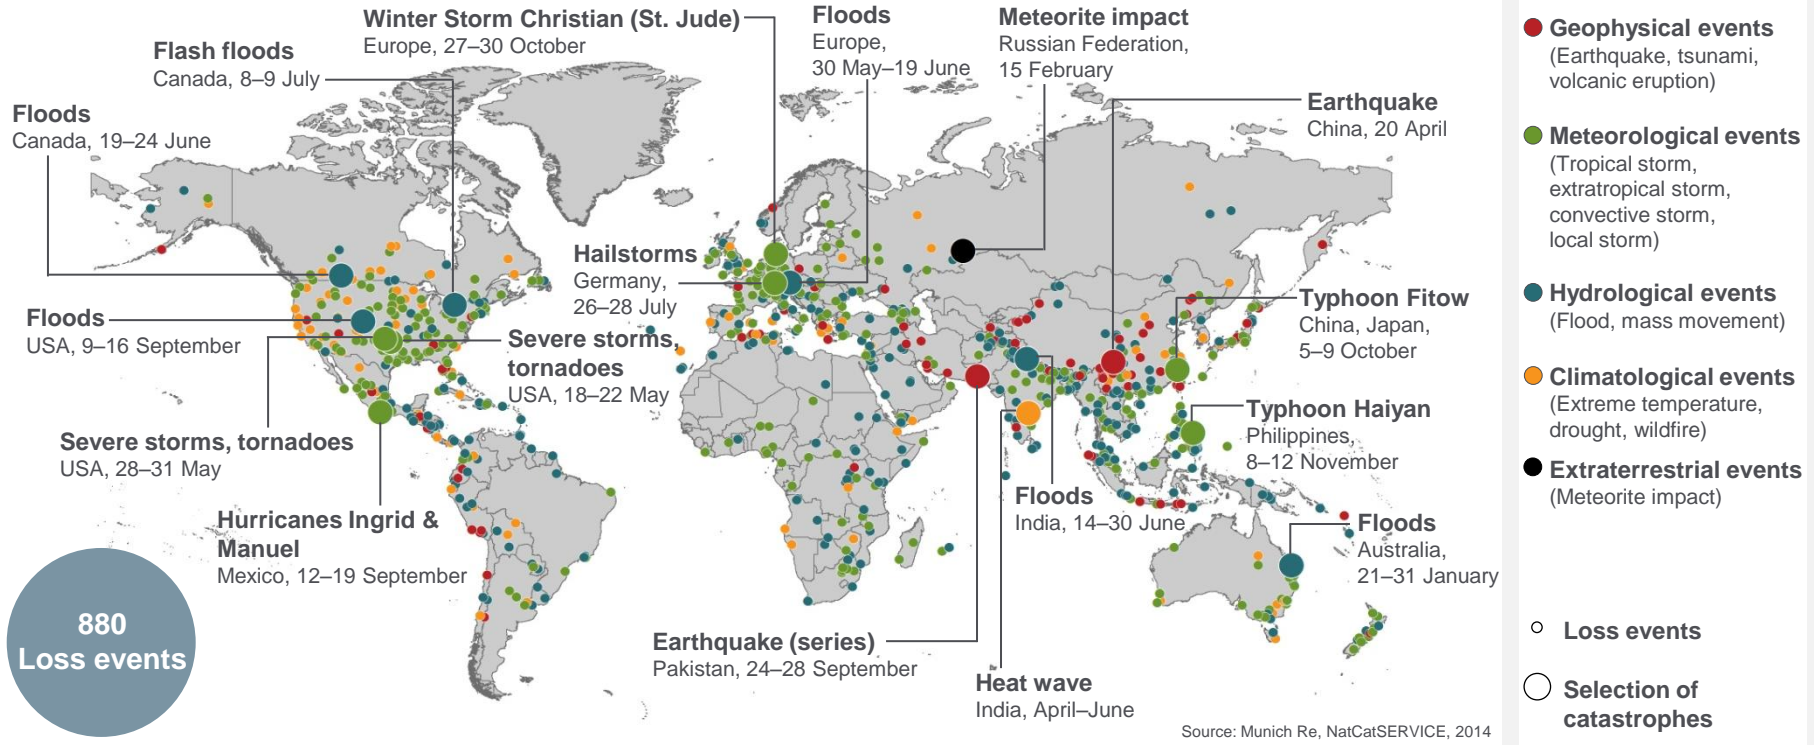 Winter Storm Christian (St. Jude)
Europe, 27–30 October
Floods
Europe,
30 May–19 June
Meteorite impact
Russian Federation,
15 February
Flash floods
Canada, 8–9 July
Earthquake
China, 20 April
Floods
Canada, 19–24 June
Hailstorms
Germany,
26–28 July
Typhoon Fitow
China, Japan,
5–9 October
Floods
USA, 9–16 September
Severe storms,
tornadoes
USA, 18–22 May
Typhoon Haiyan
Philippines,
8–12 November
Severe storms, tornadoes
USA, 28–31 May
Floods
India, 14–30 June
Hurricanes Ingrid &
Manuel
Mexico, 12–19 September
Floods
Australia,
21–31 January
880
Loss events
Earthquake (series)
Pakistan, 24–28 September
Heat wave
India, April–June
Source: Munich Re, NatCatSERVICE, 2014
Geophysical events
(Earthquake, tsunami,
volcanic eruption)
Meteorological events
(Tropical storm,
extratropical storm,
convective storm,
local storm)
Hydrological events
(Flood, mass movement)
Climatological events
(Extreme temperature,
drought, wildfire)
Extraterrestrial events
(Meteorite impact)
Loss events
Selection of
catastrophes